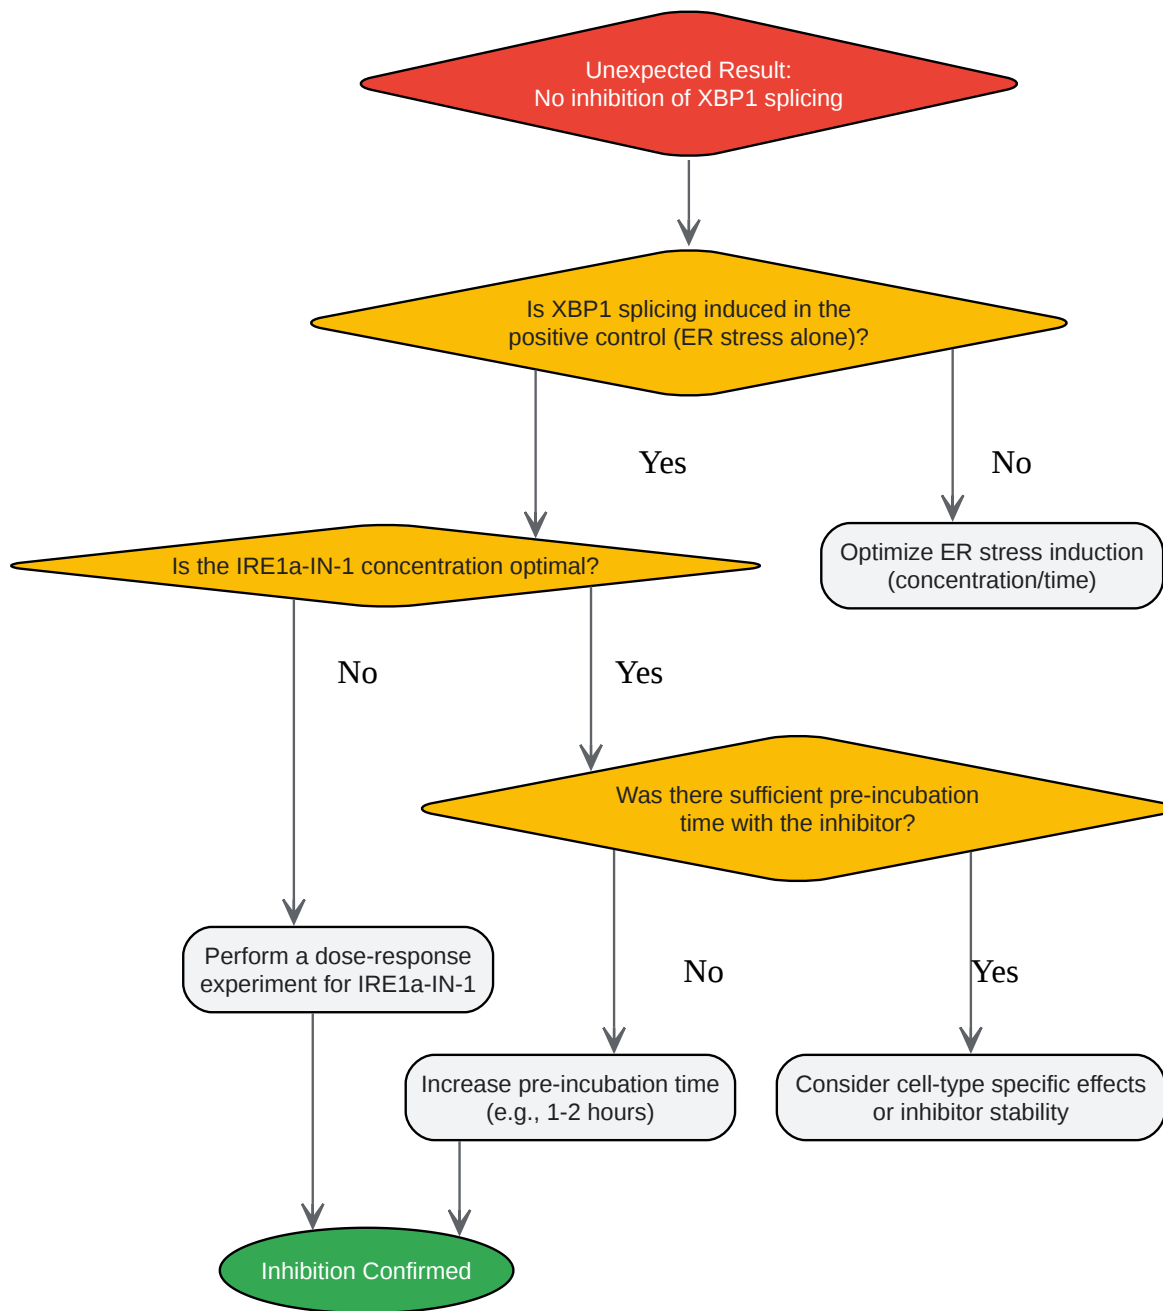 Unexpected Result:
No inhibition of XBP1 splicing
Is XBP1 splicing induced in the
positive control (ER stress alone)?
Yes
No
Is the IRE1a-IN-1 concentration optimal?
Optimize ER stress induction
(concentration/time)
No
Yes
Was there sufficient pre-incubation
time with the inhibitor?
Perform a dose-response
experiment for IRE1a-IN-1
No
Yes
Increase pre-incubation time
(e.g., 1-2 hours)
Consider cell-type specific effects
or inhibitor stability
Inhibition Confirmed